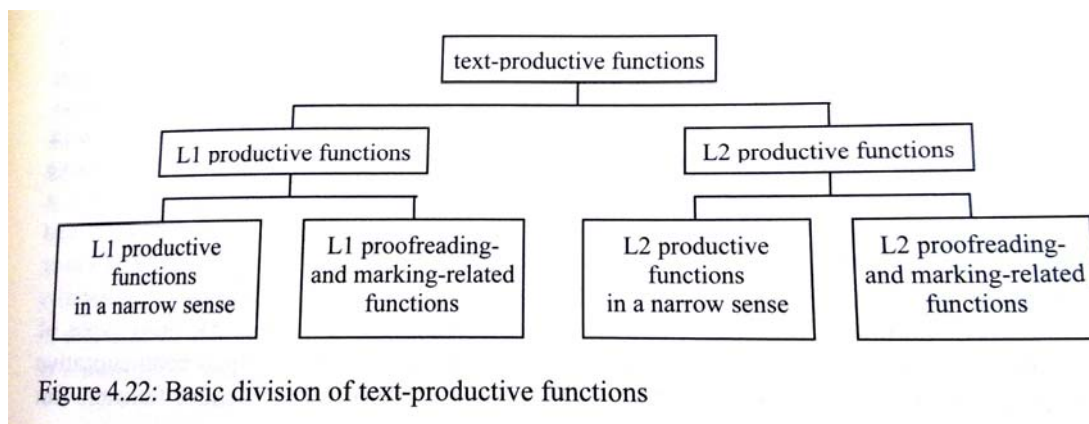 text-productive functions
L1 productive functions
L2 productive functions
L1 productive
functions
in a narrow sense
L1 proofreading-
and marking-related
functions
L2 productive
functions
in a narrow sense
L2 proofreading-
and marking-related
functions
Figure 4.22: Basic division of text-productive functions